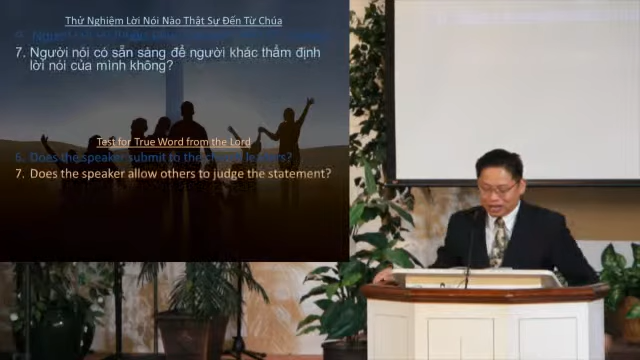 Thử Nghiệm Lời Nói Nào Thật Sự Đến Từ Chúa
7. Người nói có sẵn sàng để người khác thẩm định
lời nói của mình không?
Test for True Word from the Lord
6. Does the speaker submit to the church leaders?
7. Does the speaker allow others to judge the statement?